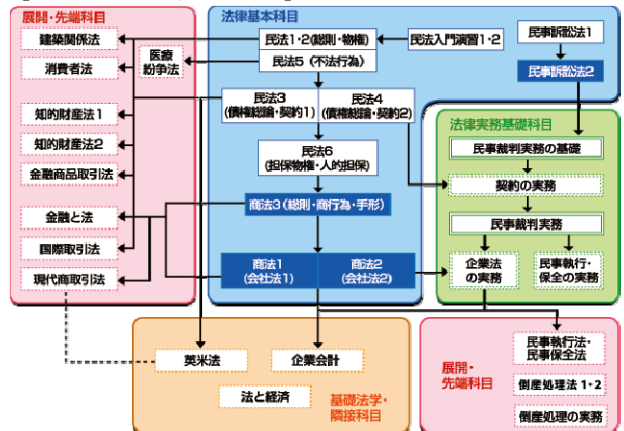 展開・先端科目
建築関係法
医療
紛争法
消費者法
知的財産法1
知的財産法2
金融商品取引法
金融と法
国際取引法
現代商取引法
法律基本科目
民法1・2(総則・物権)
民法入門演習1・2
民法5（不法行為）
民法3
(債権総論・契約1)
民法4
(債権総論・契約2)
民法6
(担保物権・人的担保)
商法3(総則・商行為・手形)
商法1
(会社法1)
商法2
(会社法2)
民事訴訟法1
民事訴訟法2
法律実務基礎科目
民事裁判実務の基礎
契約の実務
民事裁判実務
企業法
の実務
民事執行・
保全の実務
英米法
企業会計
法と経済
基礎法学・
隣接科目
展開・
先端科目
民事執行法・
民事保全法
倒産処理法1・2
倒産処理の実務